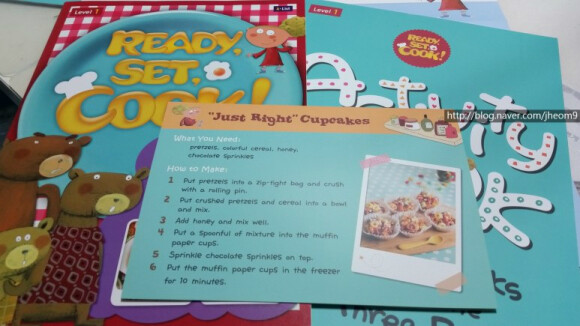 Level 1
J-List
READY,
SET,
COOK!
Level 1
READY,
SET,
COOK!
Activity
http://blog.naver.com/jheom9
"Just Right" Cupcakes
What You Need:
pretzels, colorful cereal, honey,
chocolate sprinkles
How to Make:
1 Put pretzels into a zip-tight bag and crush
with a rolling pin.
2 Put crushed pretzels and cereal into a bowl
and mix.
3 Add honey and mix well.
4 Put a spoonful of mixture into the muffin
paper cups.
5 Sprinkle chocolate sprinkles on top.
6 Put the muffin paper cups in the freezer
for 10 minutes.